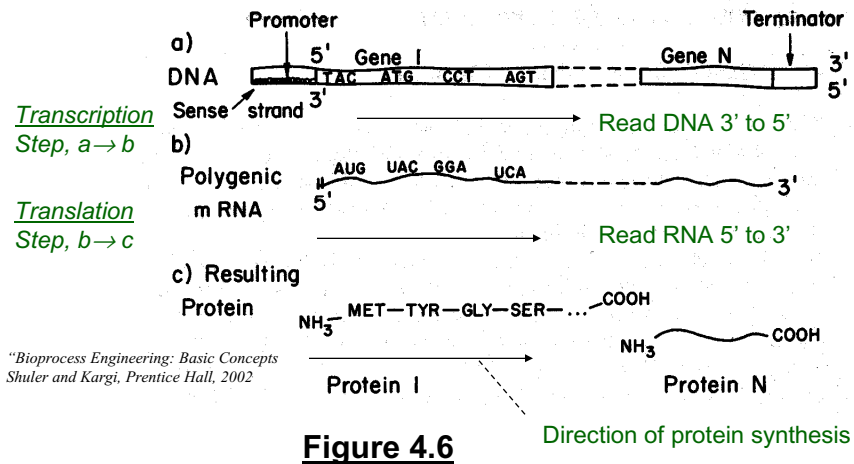 Promoter
Terminator
a)
5'
Gene I
Gene N
3'
DNA
TAC ATG CCT AGT
5'
Sense strand
3'
Transcription
Step, a→ b
Read DNA 3’ to 5’
b)
Polygenic
m RNA
AUG UAC GGA UCA
5'
3'
Translation
Step, b→ c
Read RNA 5’ to 3’
c) Resulting
Protein
NH3
MET—TYR—GLY—SER— ...
COOH
NH3
COOH
“Bioprocess Engineering: Basic Concepts
Shuler and Kargi, Prentice Hall, 2002
Protein I
Protein N
Direction of protein synthesis
Figure 4.6